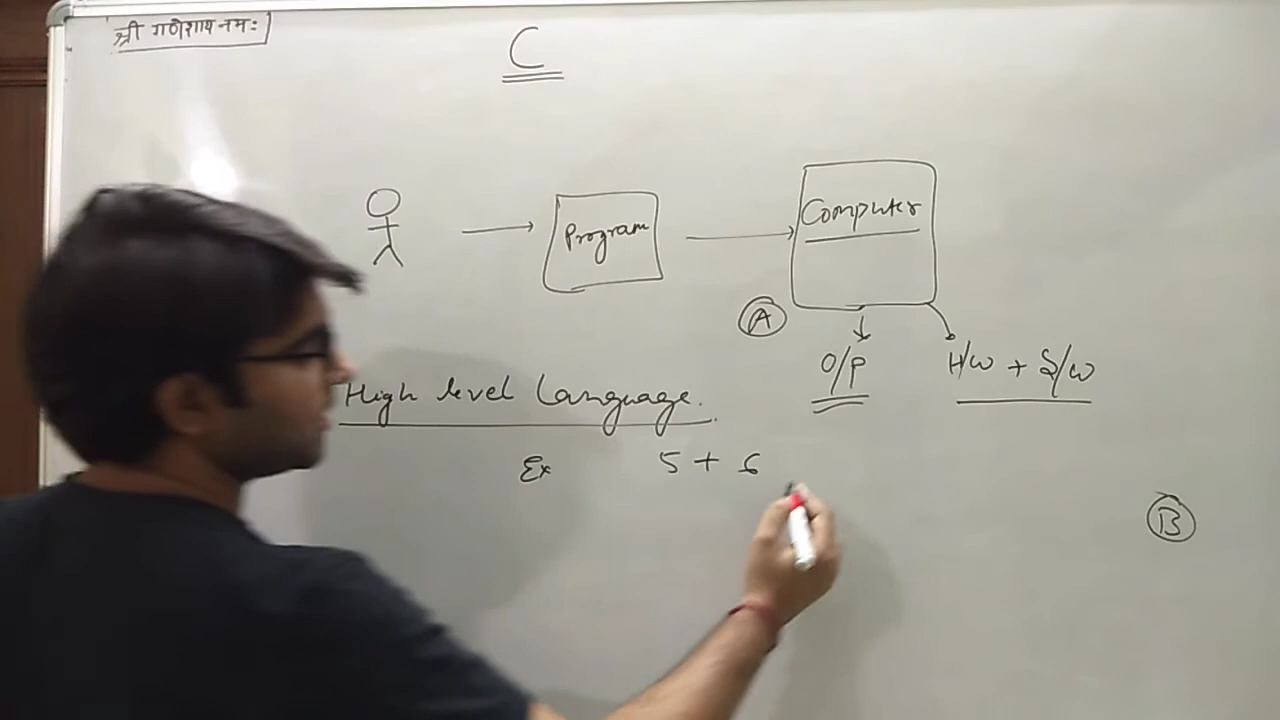 श्री गणेशाय नमः
C
Program
Computer
A
O/P
H/W + S/W
High level Language.
Ex 5 + 6
B